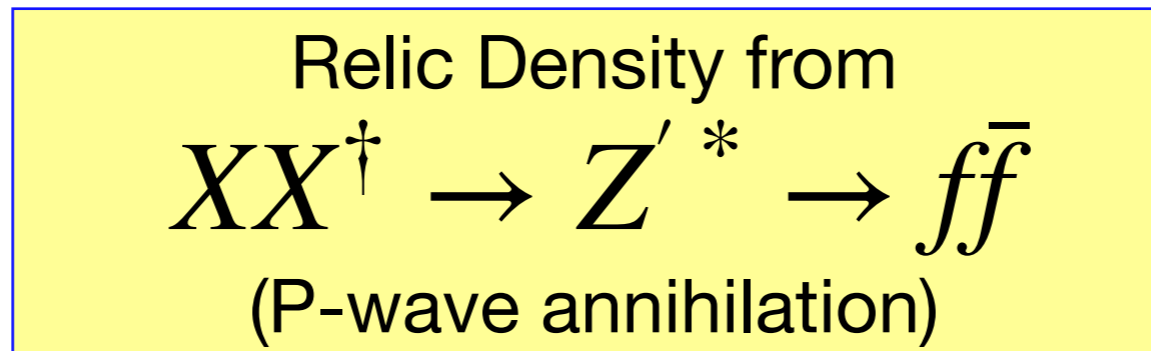 Relic Density from
XX† → Z′* → ff̄
(P-wave annihilation)